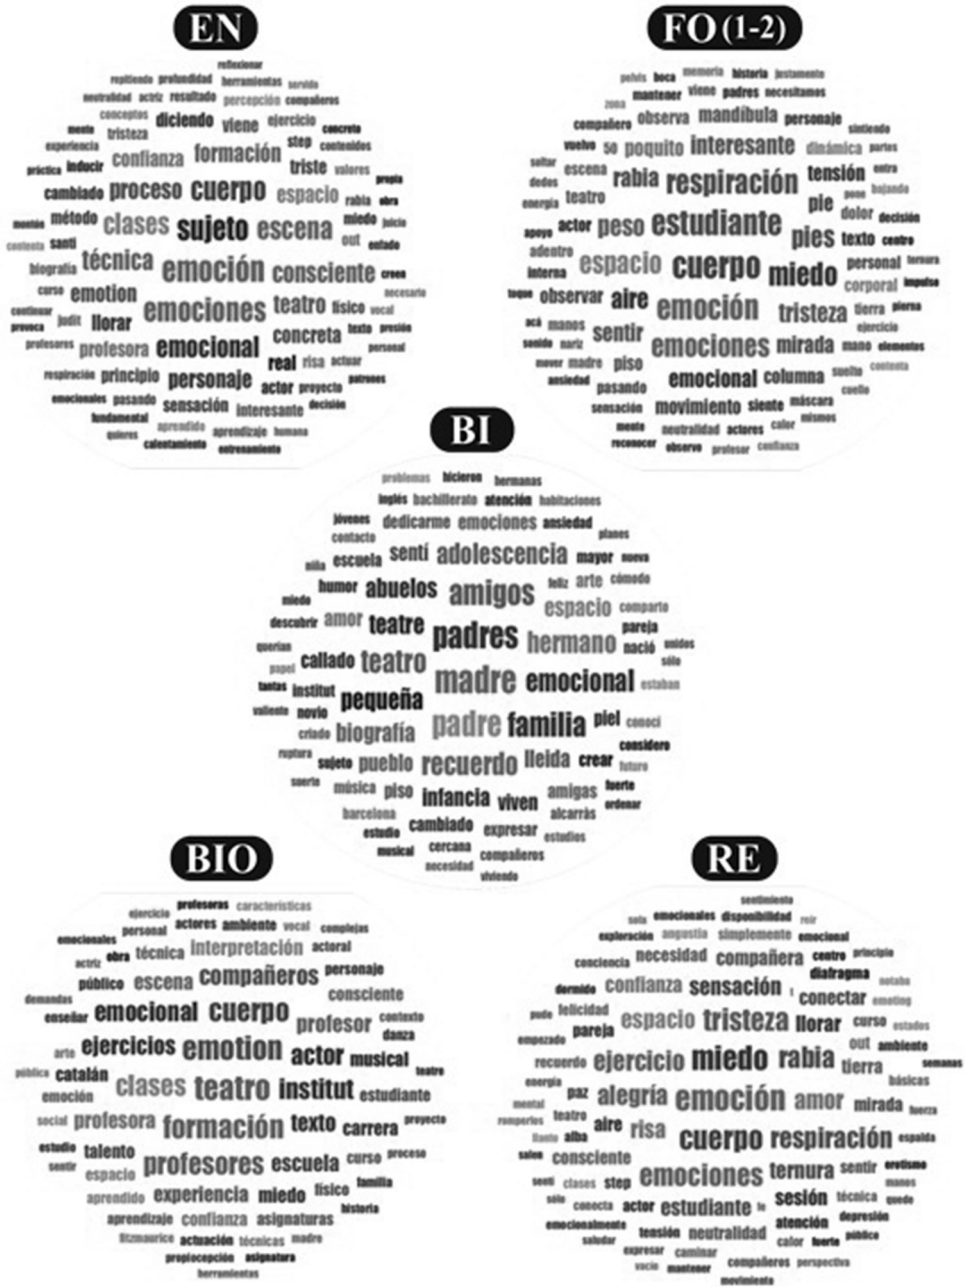 EN
reflexionar
repitiendo profundidad herramientas servido
neutralidad actriz resultado percepción compañeros
conceptos diciendo viene ejercicio
mente tristeza step concreto
experiencia confianza formación contenidos
práctica inducir triste valores
cambiado proceso cuerpo espacio propia
rabia obra
método clases sujeto escena miedo juicio
contenta santi out estado
biografía técnica emoción consciente creen
curso emotion emociones teatro físico necesario
continuar vocal
provoca judit llorar concreta texto presión
profesores profesora emocional personal
real risa actuar
respiración principio personaje actor proyecto patrones
emocionales pasando sensación interesante decisión
fundamental aprendido aprendizaje humana
quieres calentamiento entrenamiento
FO (1-2)
pelvis boca memoria historia justamente
mantener viene padres necesitamos
zona compañero observa mandíbula personaje
sintiendo
vuelvo 50 poquito interesante dinámica partes
soltar escena rabia respiración tensión entra
dedos pone bajando
energía teatro pie dolor decisión
apoyo actor peso estudiante pies texto centro
adentro espacio cuerpo miedo personal ternura
interna corporal impulso
toque observar aire emoción tristeza tierra pierna
acá manos sentir ejercicio
sonido nariz emociones mirada mano elementos
mover madre piso suelto contenta
ansiedad pasando emocional columna cuello
sensación movimiento siente máscara
mente neutralidad actores calor mismos
reconocer observo profesor confianza
BI
problemas hicieron hermanas
inglés bachillerato atención habitaciones
jóvenes dedicarme emociones ansiedad
contacto planes
niña escuela sentí adolescencia mayor nueva
humor abuelos amigos feliz arte cómodo
miedo espacio comparto
descubrir amor teatre padres hermano pareja
querían nació unidos
papel callado teatro sólo
tantas institut madre emocional estaban
valiente novio pequeña
criado biografía padre familia piel conocí
ruptura considero
sujeto pueblo recuerdo lleida crear futuro
suerte música piso infancia viven amigas fuerte
ordenar
barcelona cambiado expresar alcarràs
estudio estudios
musical cercana compañeros
necesidad viviendo
BIO
ejercicio profesoras características
personal actores ambiente vocal complejas
emocionales obra técnica interpretación actoral
actriz
público escena compañeros personaje
demandas consciente
enseñar emocional cuerpo profesor contexto
danza
arte ejercicios emotion actor musical
pública catalán teatre
emoción clases teatro institut estudiante
social profesora formación texto carrera proyecto
estudio talento profesores escuela curso proceso
sentir espacio
aprendido experiencia miedo físico familia
historia
aprendizaje confianza asignaturas
fitzmaurice actuación técnicas madre
propiocepción asignatura
herramientas
RE
sentimiento
sola emocionales disponibilidad reír
exploración angustia simplemente emocional
conciencia necesidad compañera centro principio
diafragma
dormido confianza sensación t conectar notaba
emoting
pude felicidad espacio tristeza llorar curso estados
empezado pareja out ambiente
recuerdo ejercicio miedo rabia tierra semanas
energía básicas
mental paz alegría emoción amor mirada fuerza
romperlos teatro aire risa
llanto alba cuerpo respiración espalda
salen consciente
sentí clases step emociones ternura sentir erotismo
manos
sólo conecta actor estudiante le sesión técnica quede
emocionalmente atención depresión
saludar tensión neutralidad calor fuerte público
expresar caminar
vacío mantener compañeros perspectiva
movimiento